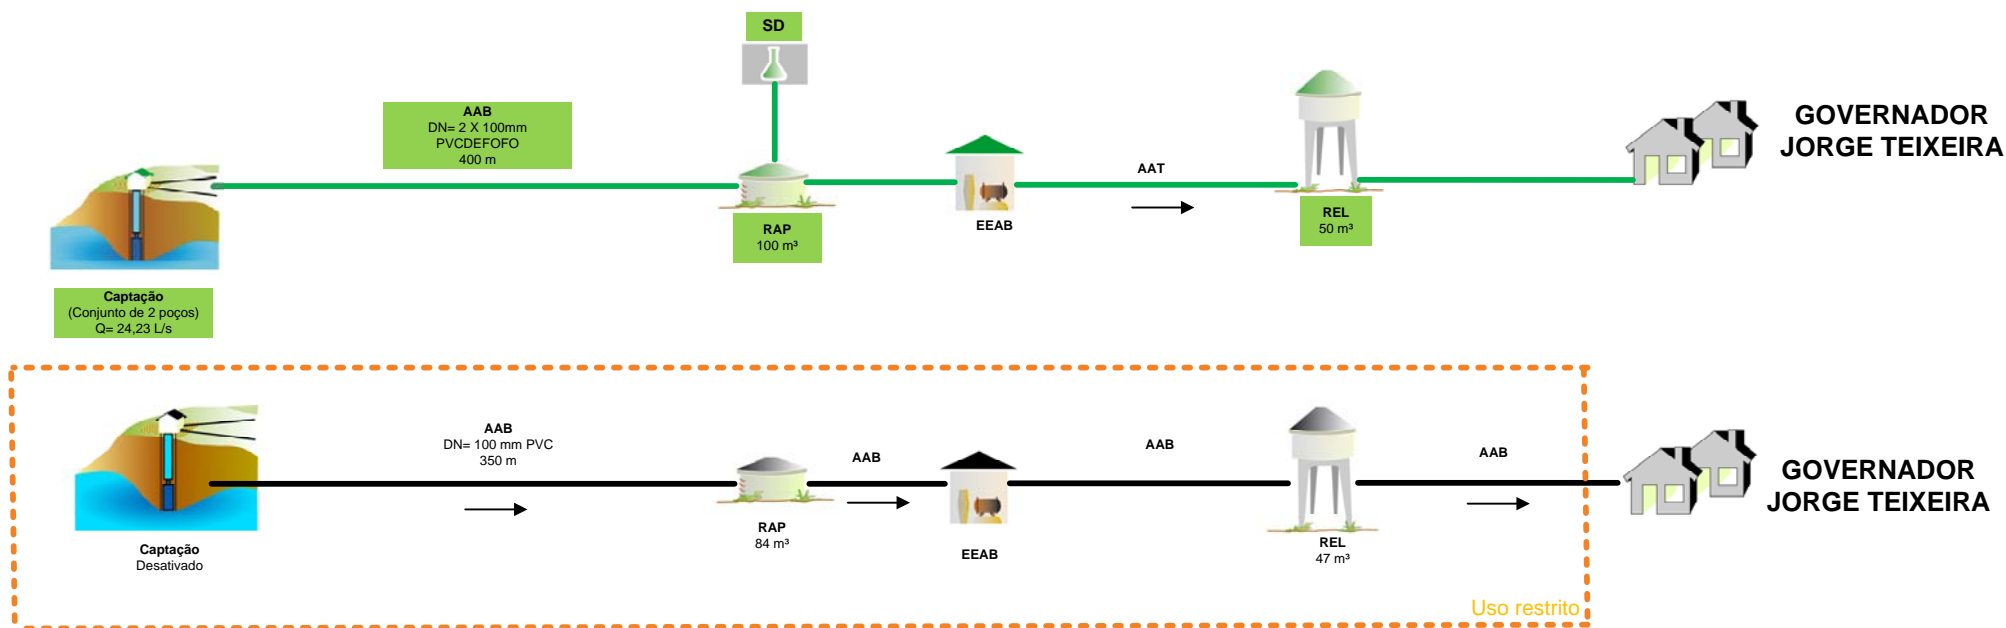 SD
AAB
DN= 2 X 100mm
PVCDEFOFO
400 m
GOVERNADOR
JORGE TEIXEIRA
AAT
RAP
100 m³
EEAB
REL
50 m³
Captação
(Conjunto de 2 poços)
Q= 24,23 L/s
AAB
DN= 100 mm PVC
350 m
AAB
AAB
AAB
GOVERNADOR
JORGE TEIXEIRA
Captação
Desativado
RAP
84 m³
EEAB
REL
47 m³
Uso restrito